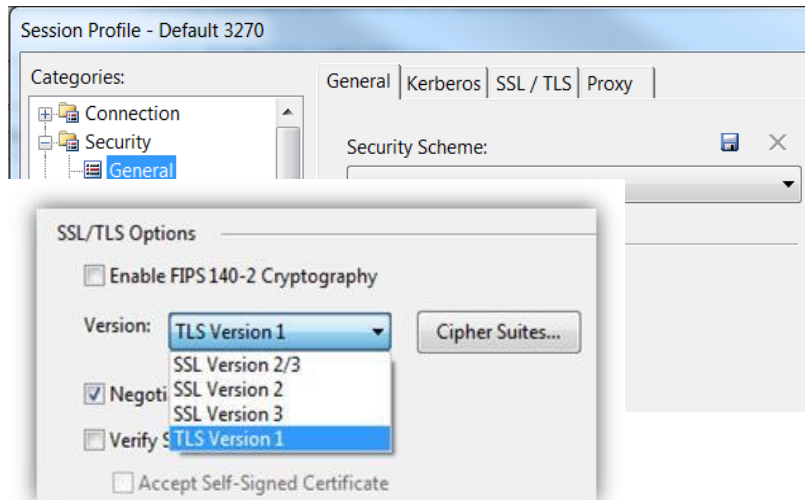 Session Profile - Default 3270
Categories:
General Kerberos SSL / TLS Proxy
Connection
Security
Security Scheme:
General
SSL/TLS Options
Enable FIPS 140-2 Cryptography
Version: TLS Version 1 Cipher Suites...
SSL Version 2/3
SSL Version 2
SSL Version 3
TLS Version 1
Accept Self-Signed Certificate